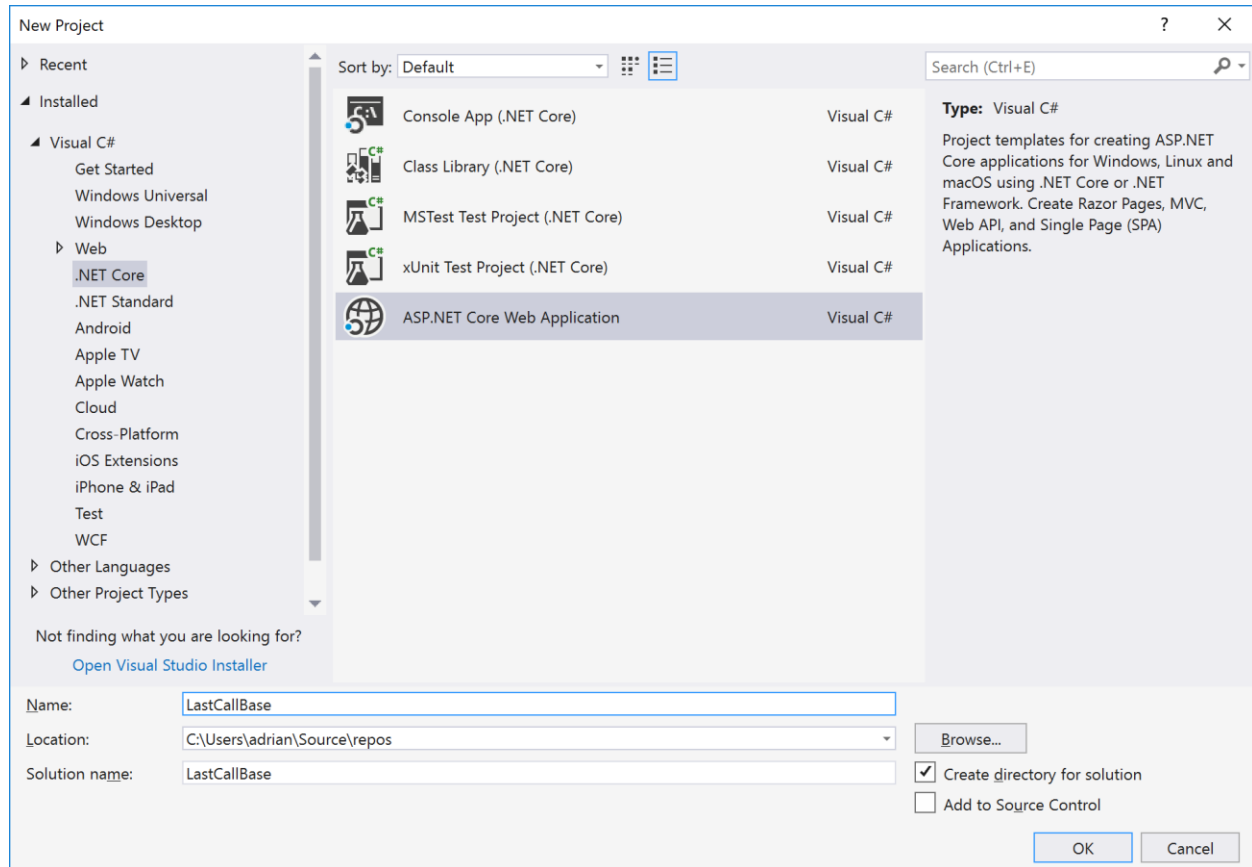 New Project
Recent
Installed
Visual C#
Get Started
Windows Universal
Windows Desktop
Web
.NET Core
.NET Standard
Android
Apple TV
Apple Watch
Cloud
Cross-Platform
iOS Extensions
iPhone & iPad
Test
WCF
Other Languages
Other Project Types
Not finding what you are looking for?
Open Visual Studio Installer
Sort by: Default
Console App (.NET Core) Visual C#
Class Library (.NET Core) Visual C#
MSTest Test Project (.NET Core) Visual C#
xUnit Test Project (.NET Core) Visual C#
ASP.NET Core Web Application Visual C#
Search (Ctrl+E)
Type: Visual C#
Project templates for creating ASP.NET
Core applications for Windows, Linux and
macOS using .NET Core or .NET
Framework. Create Razor Pages, MVC,
Web API, and Single Page (SPA)
Applications.
Name: LastCallBase
Location: C:\Users\adrian\Source\repos Browse...
Solution name: LastCallBase
Create directory for solution
Add to Source Control
OK Cancel